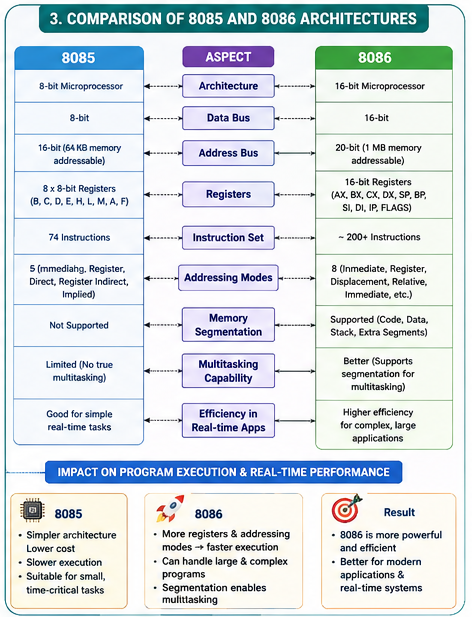 3. COMPARISON OF 8085 AND 8086 ARCHITECTURES
8085
ASPECT
8086
8-bit Microprocessor
Architecture
16-bit Microprocessor
8-bit
Data Bus
16-bit
16-bit (64 KB memory
addressable)
Address Bus
20-bit (1 MB memory
addressable)
8 x 8-bit Registers
(B, C, D, E, H, L, M, A, F)
Registers
16-bit Registers
(AX, BX, CX, DX, SP, BP,
SI, DI, IP, FLAGS)
74 Instructions
Instruction Set
~ 200+ Instructions
5 (mmediahg, Register,
Direct, Register Indirect,
Implied)
Addressing Modes
8 (Inmediate, Register,
Displacement, Relative,
Immediate, etc.)
Not Supported
Memory
Segmentation
Supported (Code, Data,
Stack, Extra Segments)
Limited (No true
multitasking)
Multitasking
Capability
Better (Supports
segmentation for
multitasking)
Good for simple
real-time tasks
Efficiency in
Real-time Apps
Higher efficiency
for complex, large
applications
IMPACT ON PROGRAM EXECUTION & REAL-TIME PERFORMANCE
8085
• Simpler architecture
Lower cost
• Slower execution
• Suitable for small,
time-critical tasks
8086
• More registers & addressing
modes → faster execution
• Can handle large & complex
programs
• Segmentation enables
mulittasking
Result
• 8086 is more powerful
and efficient
• Better for modern
applications &
real-time systems